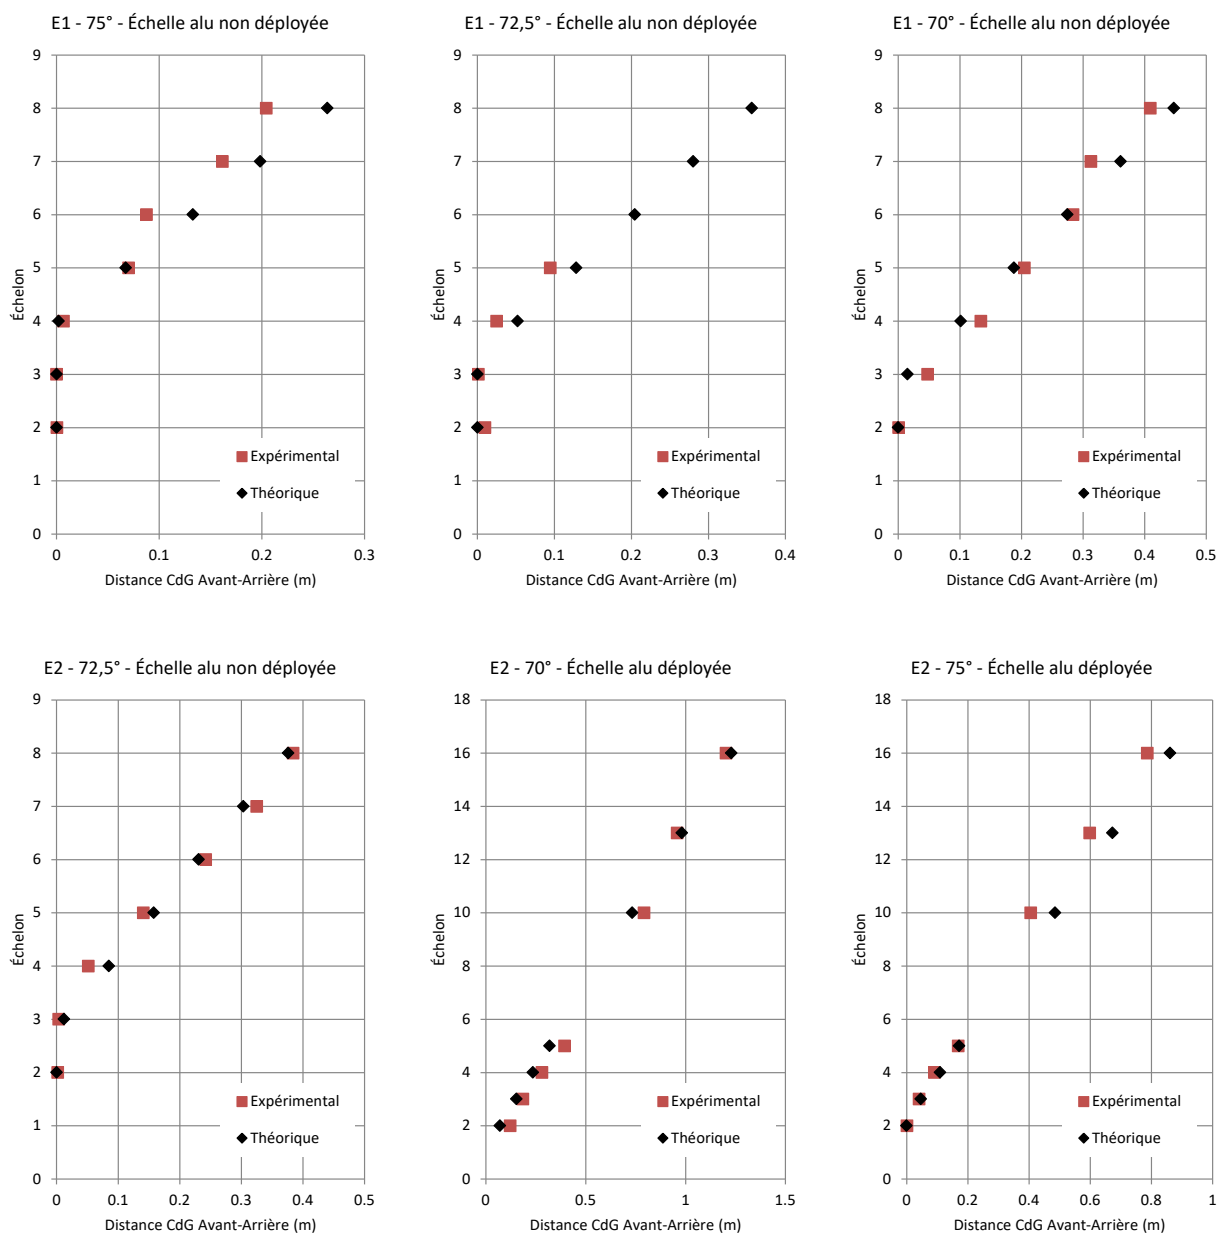 E1 - 75° - Échelle alu non déployée
9
8
7
6
5
4
3
2
1
0
Échelon
Expérimental
Théorique
0 0.1 0.2 0.3
Distance CdG Avant-Arrière (m)
E1 - 72,5° - Échelle alu non déployée
9
8
7
6
5
4
3
2
1
0
Échelon
Expérimental
Théorique
0 0.1 0.2 0.3 0.4
Distance CdG Avant-Arrière (m)
E1 - 70° - Échelle alu non déployée
9
8
7
6
5
4
3
2
1
0
Échelon
Expérimental
Théorique
0 0.1 0.2 0.3 0.4 0.5
Distance CdG Avant-Arrière (m)
E2 - 72,5° - Échelle alu non déployée
9
8
7
6
5
4
3
2
1
0
Échelon
Expérimental
Théorique
0 0.1 0.2 0.3 0.4 0.5
Distance CdG Avant-Arrière (m)
E2 - 70° - Échelle alu déployée
18
16
14
12
10
8
6
4
2
0
Échelon
Expérimental
Théorique
0 0.5 1 1.5
Distance CdG Avant-Arrière (m)
E2 - 75° - Échelle alu déployée
18
16
14
12
10
8
6
4
2
0
Échelon
Expérimental
Théorique
0 0.2 0.4 0.6 0.8 1
Distance CdG Avant-Arrière (m)